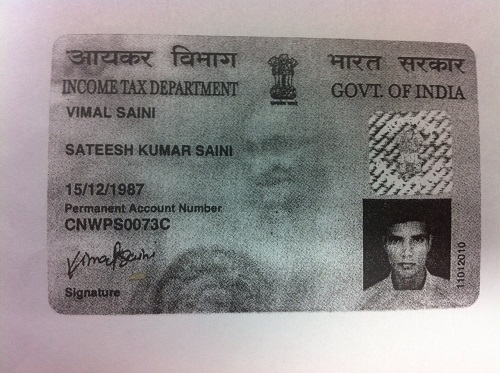 आयकर विभाग
INCOME TAX DEPARTMENT
भारत सरकार
GOVT. OF INDIA
VIMAL SAINI
SATEESH KUMAR SAINI
15/12/1987
Permanent Account Number
CNWPS0073C
Vimal Saini
Signature
11012010